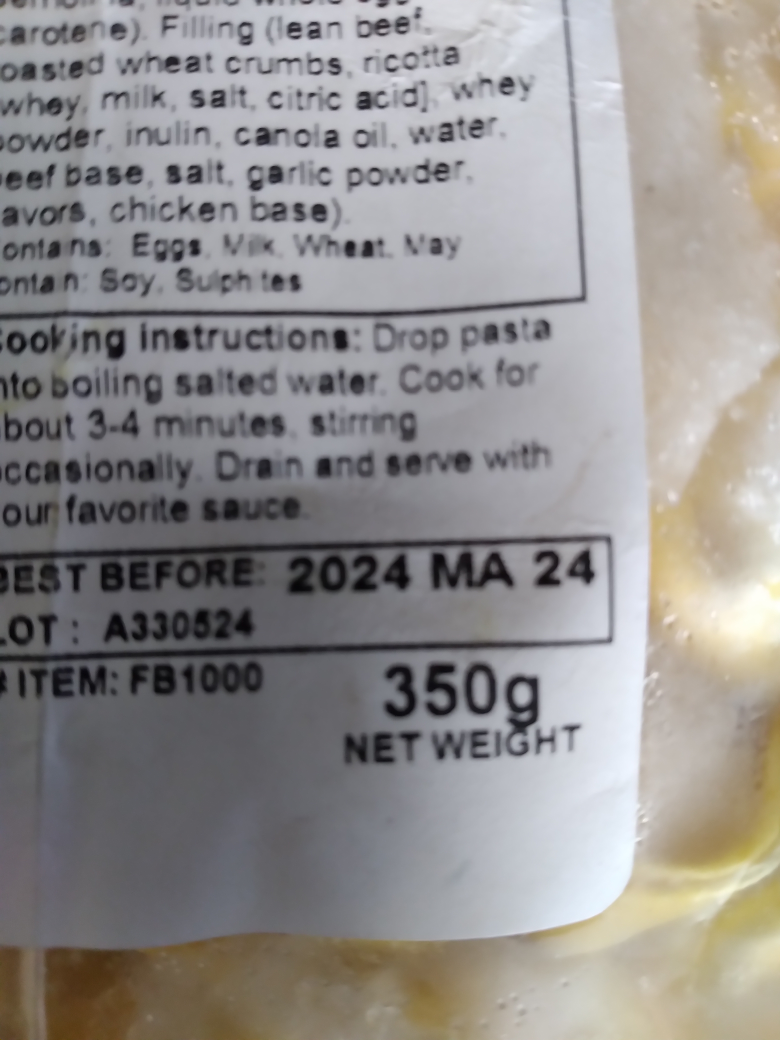 carotene). Filling (lean beef,
oasted wheat crumbs, ricotta
whey, milk, salt, citric acid], whey
powder, inulin, canola oil, water,
eef base, salt, garlic powder,
avors, chicken base).
ontains: Eggs, Milk, Wheat. May
ontain: Soy, Sulphites
Cooking instructions: Drop pasta
nto boiling salted water. Cook for
about 3-4 minutes, stirring
occasionally. Drain and serve with
our favorite sauce.
BEST BEFORE: 2024 MA 24
LOT : A330524
# ITEM: FB1000
350g
NET WEIGHT